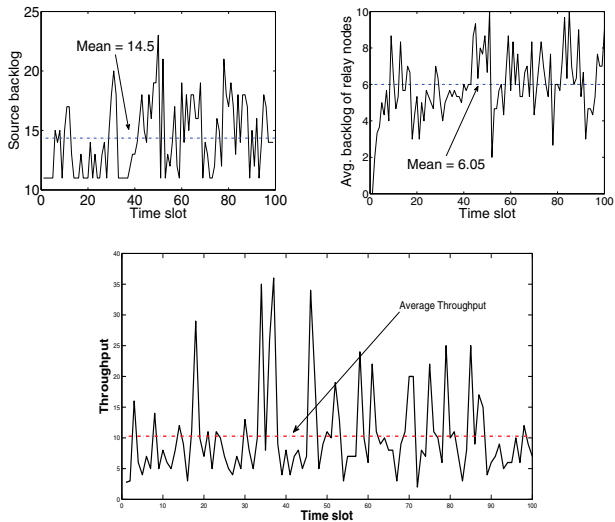 25
20
15
10
Source backlog
Mean = 14.5
0 20 40 60 80 100
Time slot
10
8
6
4
2
0
Avg. backlog of relay nodes
Mean = 6.05
0 20 40 60 80 100
Time slot
40
35
30
25
20
15
10
5
0
Throughput
Average Throughput
0 10 20 30 40 50 60 70 80 90 100
Time slot